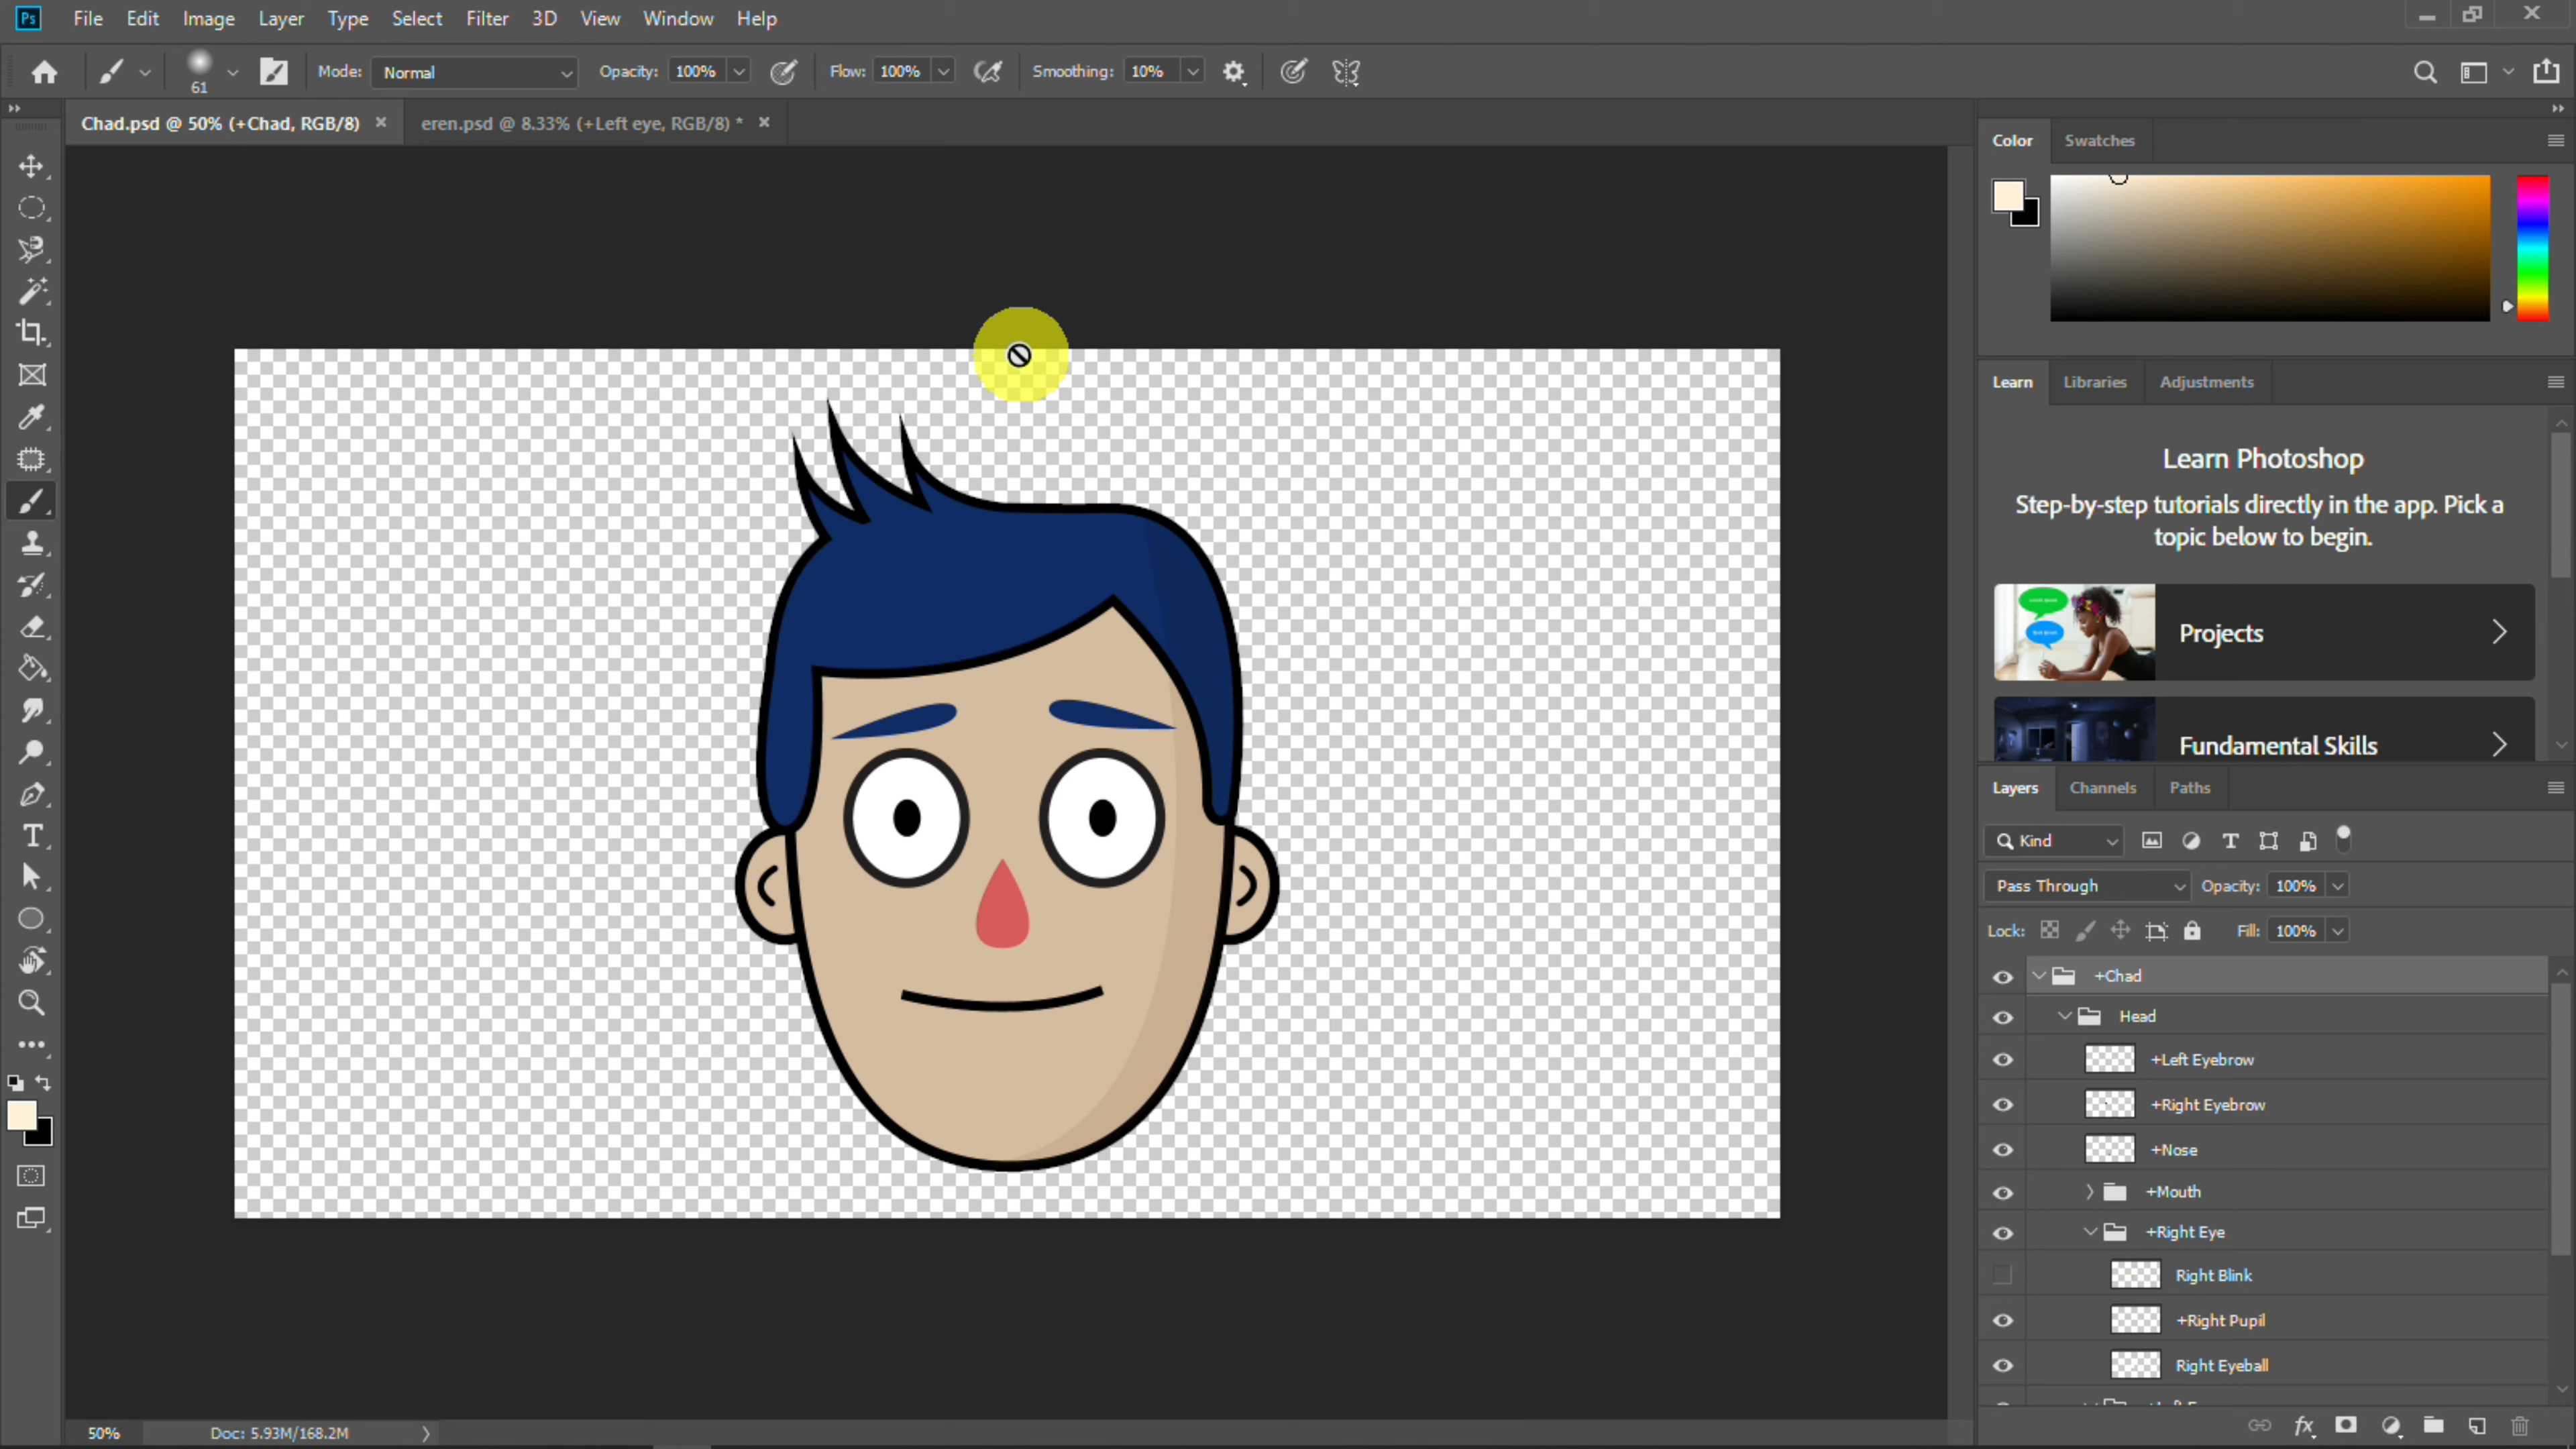 Ps File Edit Image Layer Type Select Filter 3D View Window Help
61 Mode: Normal Opacity: 100% Flow: 100% Smoothing: 10%
Chad.psd @ 50% (+Chad, RGB/8) × eren.psd @ 8.33% (+Left eye, RGB/8) * ×
Color Swatches
Learn Libraries Adjustments
Learn Photoshop
Step-by-step tutorials directly in the app. Pick a
topic below to begin.
Projects
Fundamental Skills
Layers Channels Paths
Kind
Pass Through Opacity: 100%
Lock: Fill: 100%
+Chad
Head
+Left Eyebrow
+Right Eyebrow
+Nose
+Mouth
+Right Eye
Right Blink
+Right Pupil
Right Eyeball
50% Doc: 5.93M/168.2M